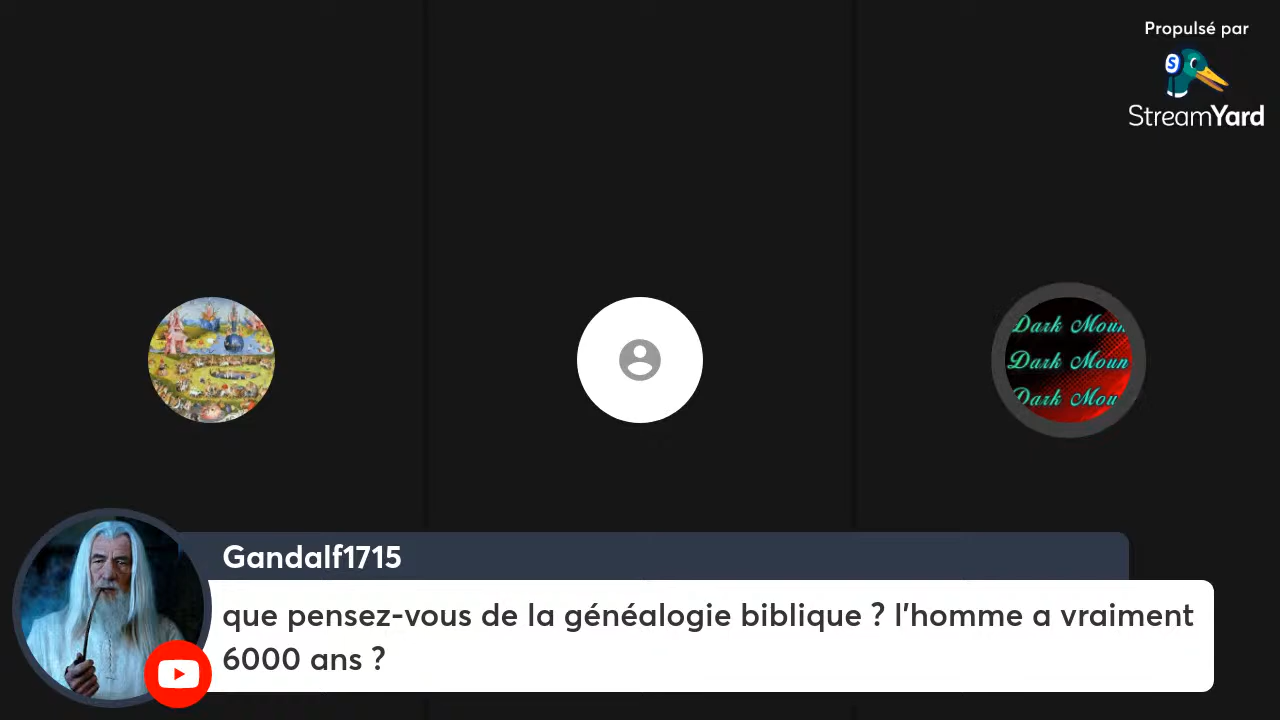 Propulsé par
StreamYard
Dark Moun
Dark Moun
Dark Mou
Gandalf1715
que pensez-vous de la généalogie biblique ? l'homme a vraiment
6000 ans ?